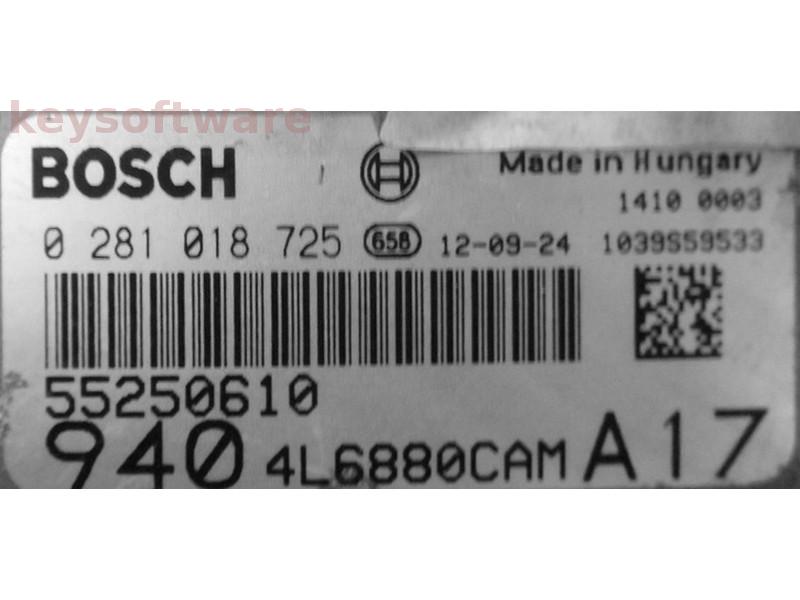 keysoftware
BOSCH Made in Hungary
1410 0003
0 281 018 725 658 12-09-24 1039S59533
55250610
940 4L6880CAM A17